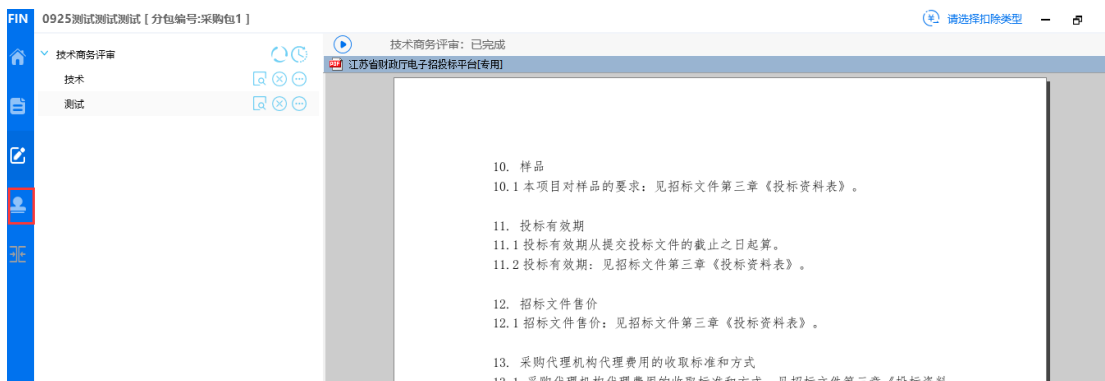 FIN 0925测试测试测试 [ 分包编号:采购包1 ] 请选择扣除类型
技术商务评审
技术
测试
技术商务评审：已完成
江苏省财政厅电子招投标平台[专用]
10. 样品
10.1 本项目对样品的要求：见招标文件第三章《投标资料表》。
11. 投标有效期
11.1 投标有效期从提交投标文件的截止之日起算。
11.2 投标有效期：见招标文件第三章《投标资料表》。
12. 招标文件售价
12.1 招标文件售价：见招标文件第三章《投标资料表》。
13. 采购代理机构代理费用的收取标准和方式